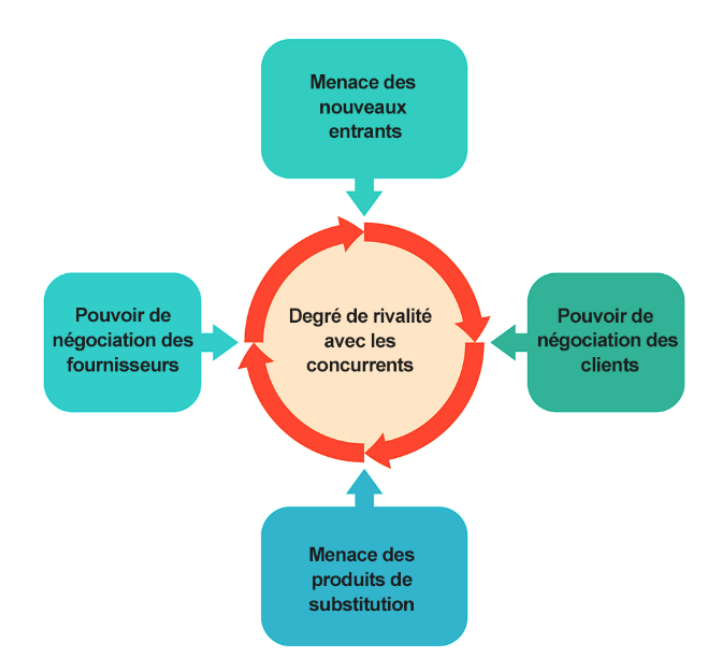 Menace des
nouveaux
entrants
Pouvoir de
négociation des
fournisseurs
Degré de rivalité
avec les
concurrents
Pouvoir de
négociation des
clients
Menace des
produits de
substitution